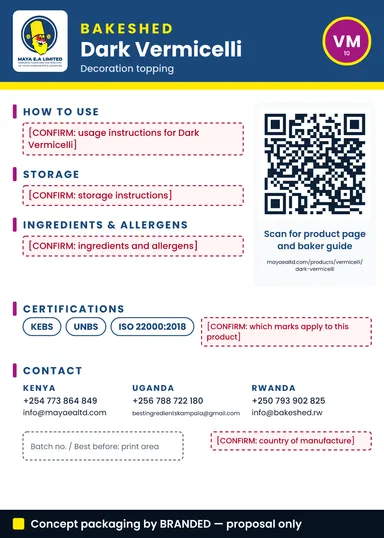 MAYA E.A LIMITED
BAKESHED
Dark Vermicelli
Decoration topping
VM
10
HOW TO USE
[CONFIRM: usage instructions for Dark
Vermicelli]
STORAGE
[CONFIRM: storage instructions]
INGREDIENTS & ALLERGENS
[CONFIRM: ingredients and allergens]
Scan for product page
and baker guide
mayaealtd.com/products/vermicelli/
dark-vermicelli
CERTIFICATIONS
KEBS
UNBS
ISO 22000:2018
[CONFIRM: which marks apply to this
product]
CONTACT
KENYA
+254 773 864 849
info@mayaealtd.com
UGANDA
+256 788 722 180
bestingredientskampala@gmail.com
RWANDA
+250 793 902 825
info@bakeshed.rw
Batch no. / Best before: print area
[CONFIRM: country of manufacture]
Concept packaging by BRANDED — proposal only